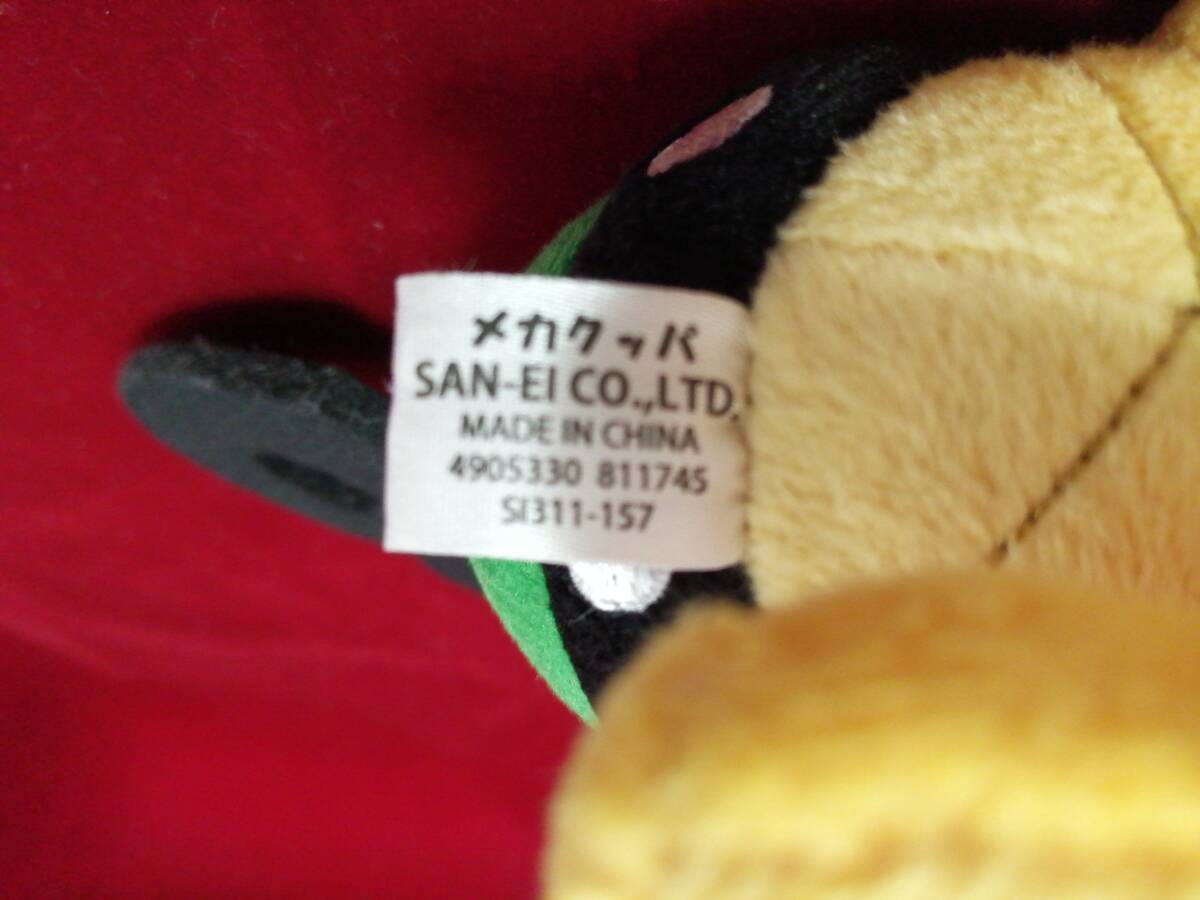 メカクッパ
SAN-EI CO.,LTD.
MADE IN CHINA
4905330 811745
SI311-157